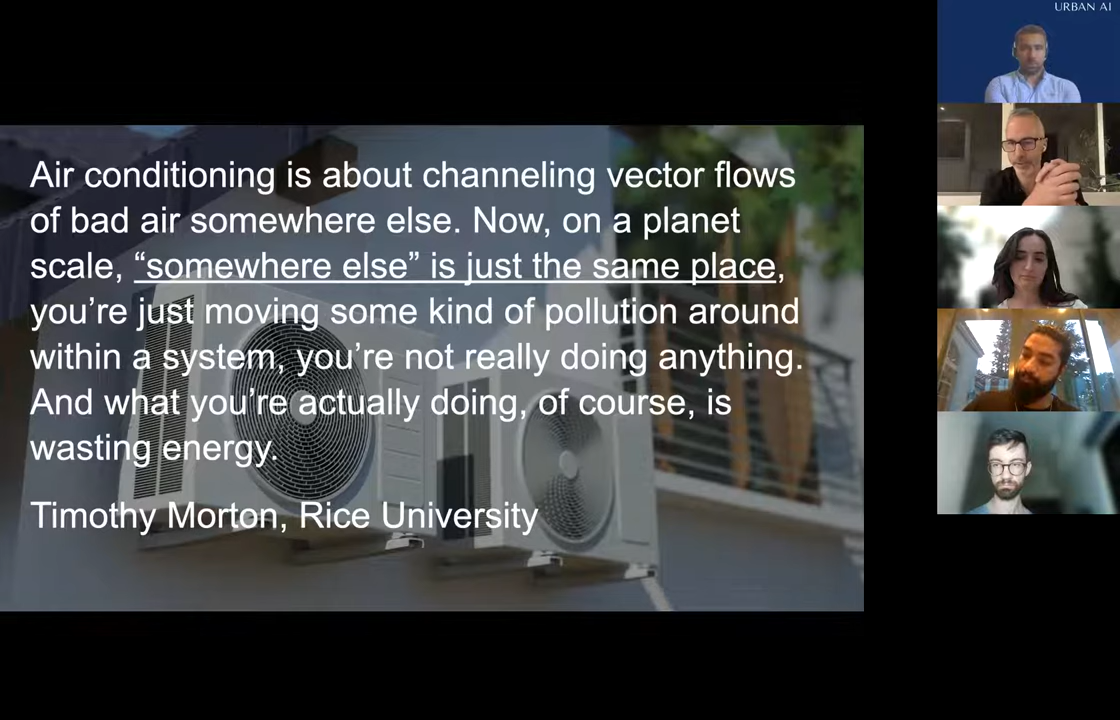 URBAN AI
Air conditioning is about channeling vector flows
of bad air somewhere else. Now, on a planet
scale, “somewhere else” is just the same place,
you’re just moving some kind of pollution around
within a system, you’re not really doing anything.
And what you’re actually doing, of course, is
wasting energy.
Timothy Morton, Rice University